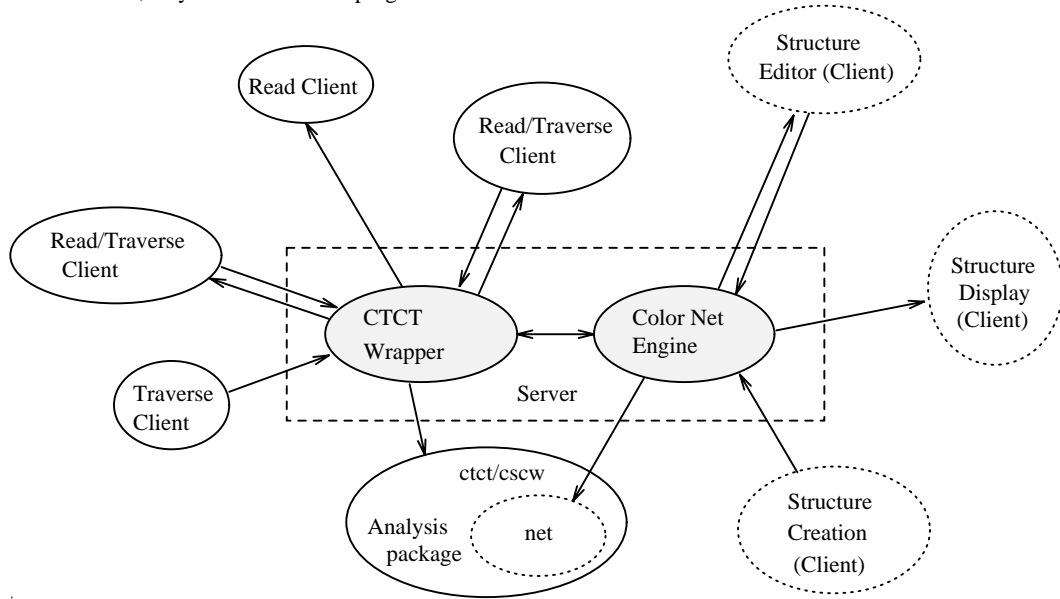 Structure
Editor (Client)
Read Client
Read/Traverse
Client
Read/Traverse
Client
Structure
Display
(Client)
CTCT
Wrapper
Color Net
Engine
Server
Traverse
Client
ctct/cscw
Analysis
package
net
Structure
Creation
(Client)